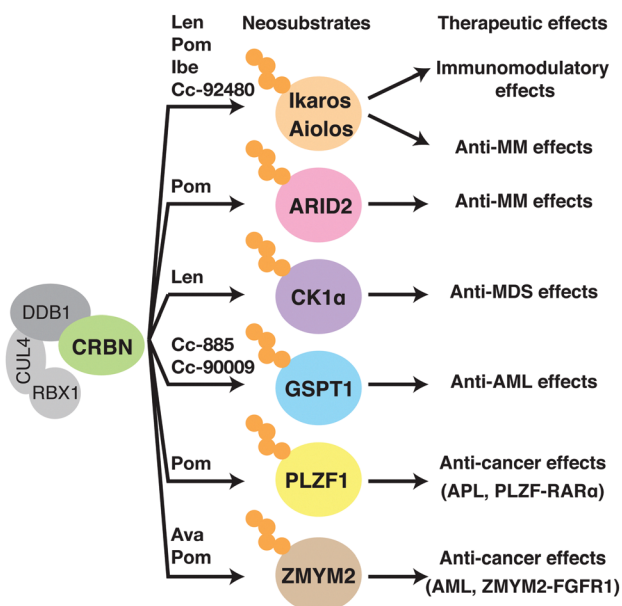 Neosubstrates
Therapeutic effects
Len
Pom
Ibe
Cc-92480
Ikaros
Aiolos
Immunomodulatory
effects
Anti-MM effects
Pom
ARID2
Anti-MM effects
Len
CK1α
Anti-MDS effects
DDB1
CUL4
RBX1
CRBN
Cc-885
Cc-90009
GSPT1
Anti-AML effects
Pom
PLZF1
Anti-cancer effects
(APL, PLZF-RARα)
Ava
Pom
ZMYM2
Anti-cancer effects
(AML, ZMYM2-FGFR1)